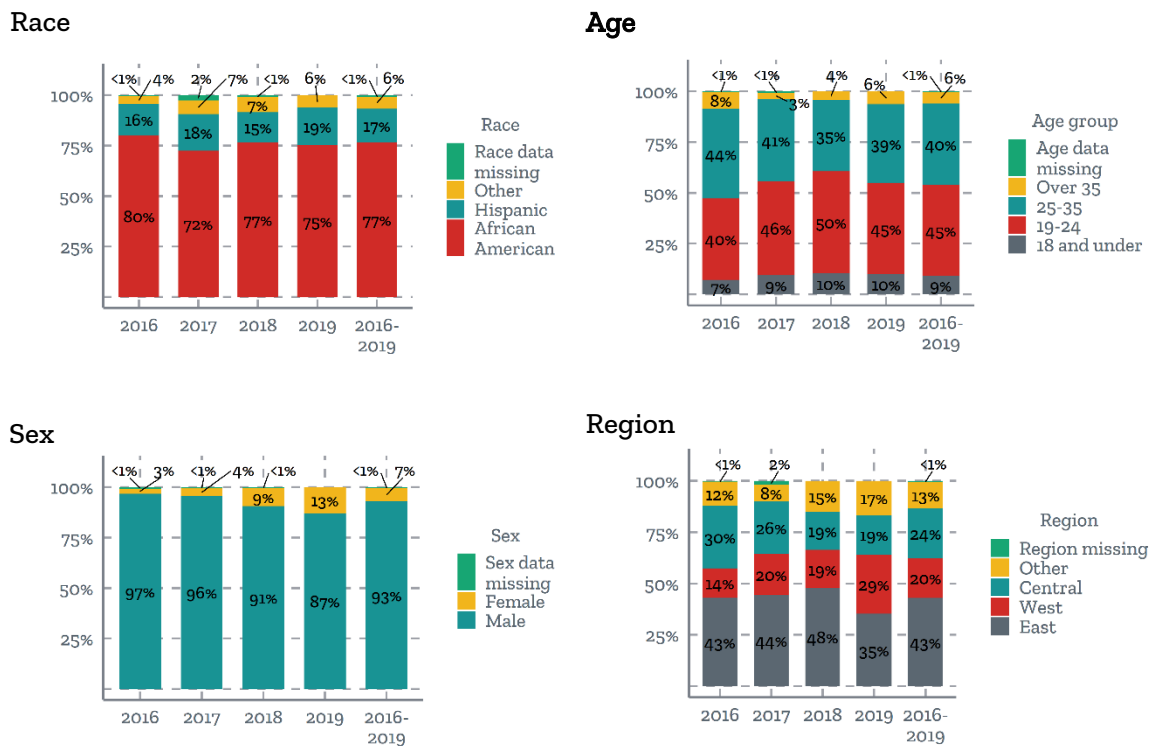 Race
<1% 4% 2% 7% <1% 6% <1% 6%
100%
75%
50%
25%
16% 18% 7% 15% 19% 17%
80% 72% 77% 75% 77%
2016 2017 2018 2019 2016-
2019
Race
Race data
missing
Other
Hispanic
African
American
Age
<1% <1% 4% 6% <1% 6%
100%
75%
50%
25%
8% 3%
44% 41% 35% 39% 40%
40% 46% 50% 45% 45%
7% 9% 10% 10% 9%
2016 2017 2018 2019 2016-
2019
Age group
Age data
missing
Over 35
25-35
19-24
18 and under
Sex
<1% 3% <1% 4% <1% <1% 7%
100%
75%
50%
25%
9% 13%
97% 96% 91% 87% 93%
2016 2017 2018 2019 2016-
2019
Sex
Sex data
missing
Female
Male
Region
<1% 2% <1%
100%
75%
50%
25%
12% 8% 15% 17% 13%
30% 26% 19% 19% 24%
14% 20% 19% 29% 20%
43% 44% 48% 35% 43%
2016 2017 2018 2019 2016-
2019
Region
Region missing
Other
Central
West
East